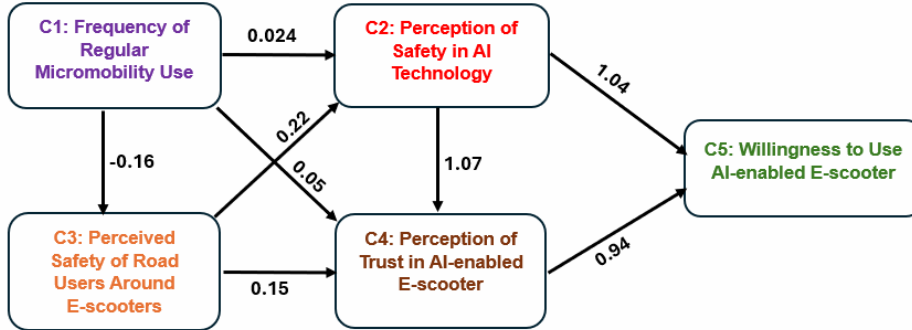 C1: Frequency of
Regular
Micromobility Use
0.024
C2: Perception of
Safety in AI
Technology
1.04
-0.16
0.22
0.05
1.07
C5: Willingness to Use
AI-enabled E-scooter
C3: Perceived
Safety of Road
Users Around
E-scooters
0.15
C4: Perception of
Trust in AI-enabled
E-scooter
0.94